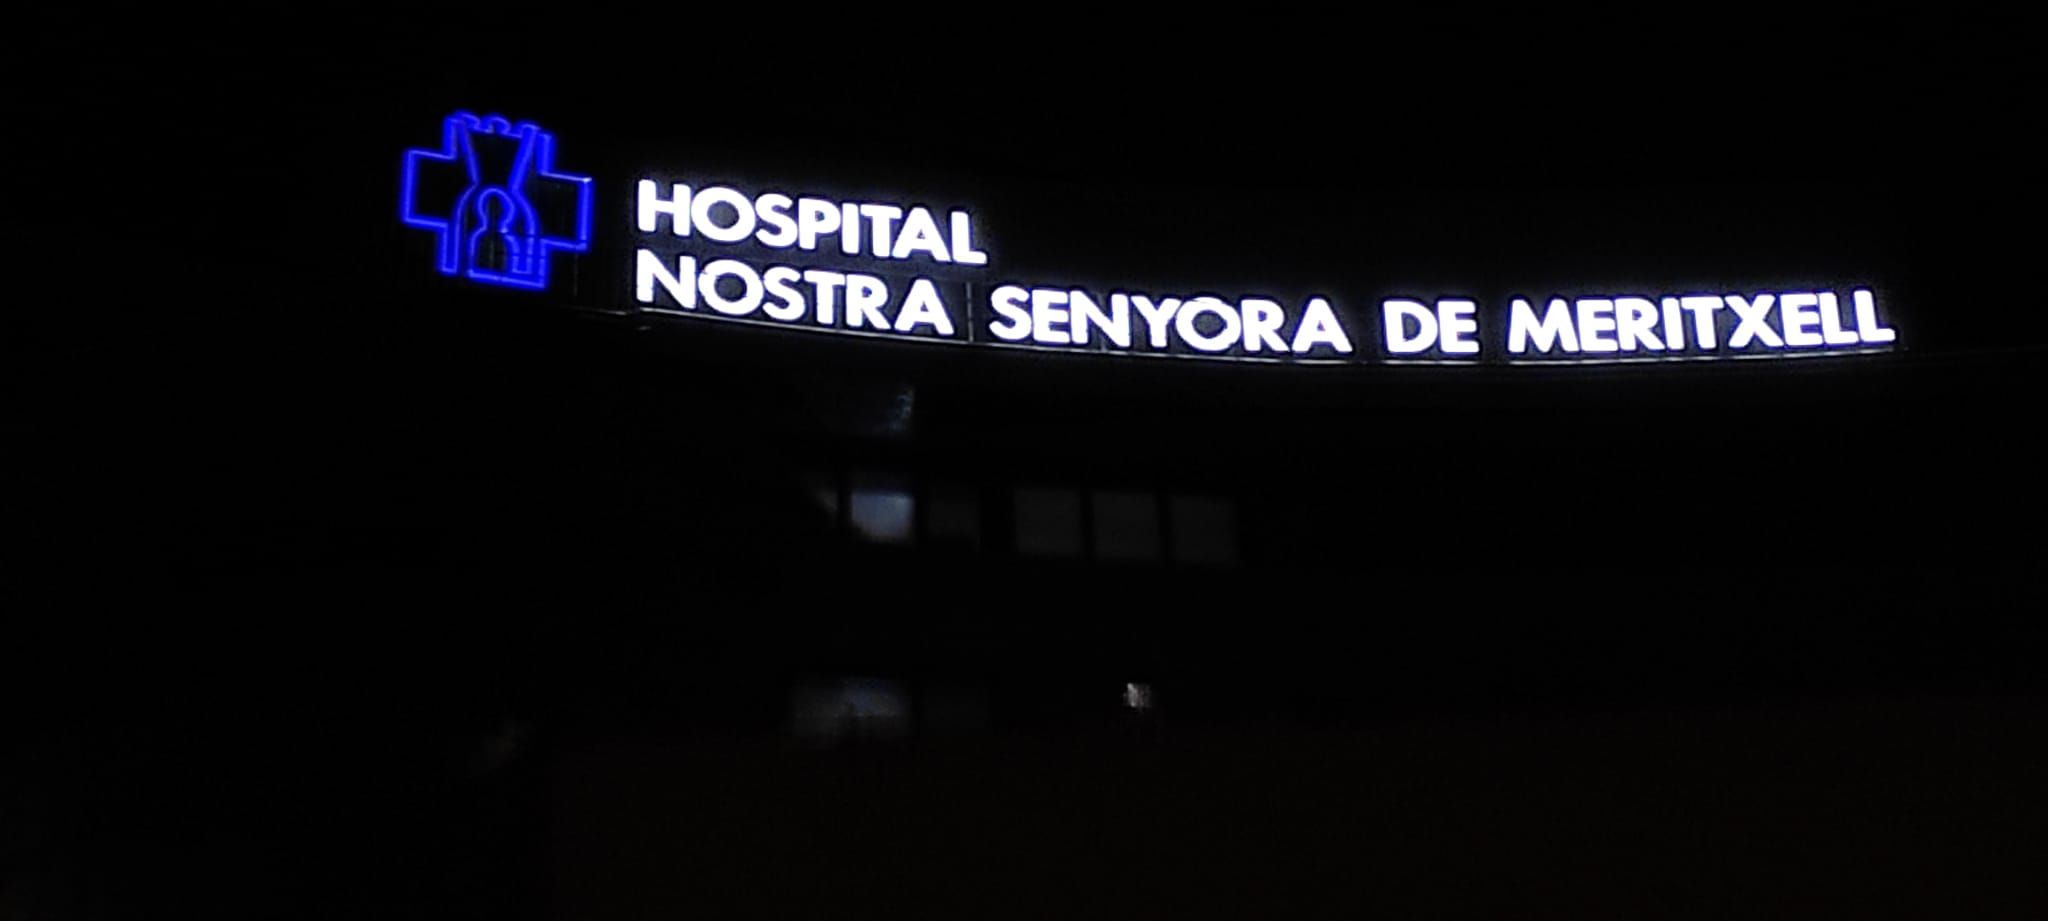 HOSPITAL
NOSTRA SENYORA DE MERITXELL